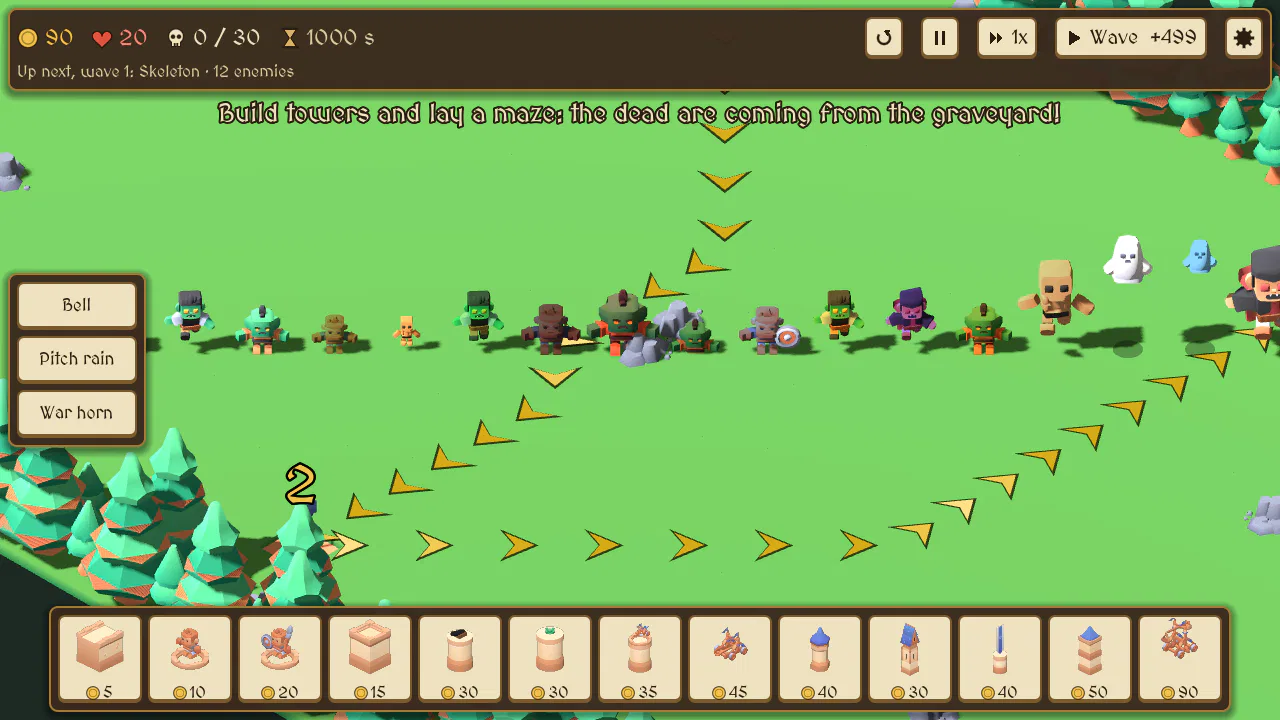 90 20 0 / 30 1000 s 1x Wave +499
Up next, wave 1: Skeleton · 12 enemies
Build towers and lay a maze: the dead are coming from the graveyard!
Bell
Pitch rain
War horn
2
5 10 20 15 30 30 35 45 40 30 40 50 90